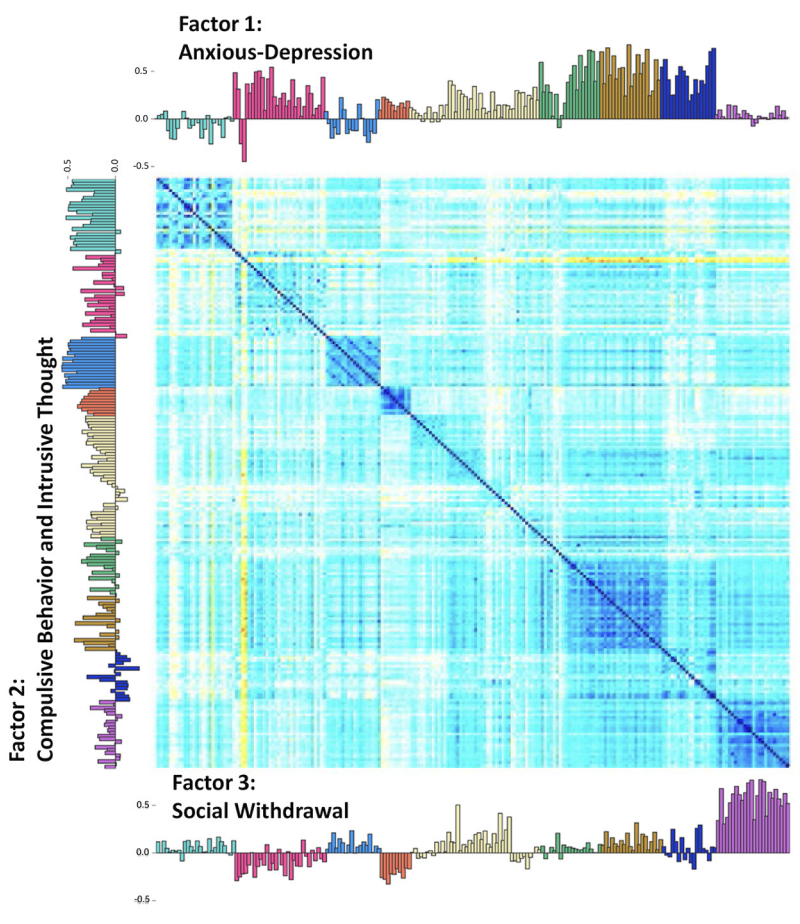 Factor 1:
Anxious-Depression
0.5
0.0
-0.5
0.5
0.0
Factor 2:
Compulsive Behavior and Intrusive Thought
Factor 3:
Social Withdrawal
0.5
0.0
-0.5